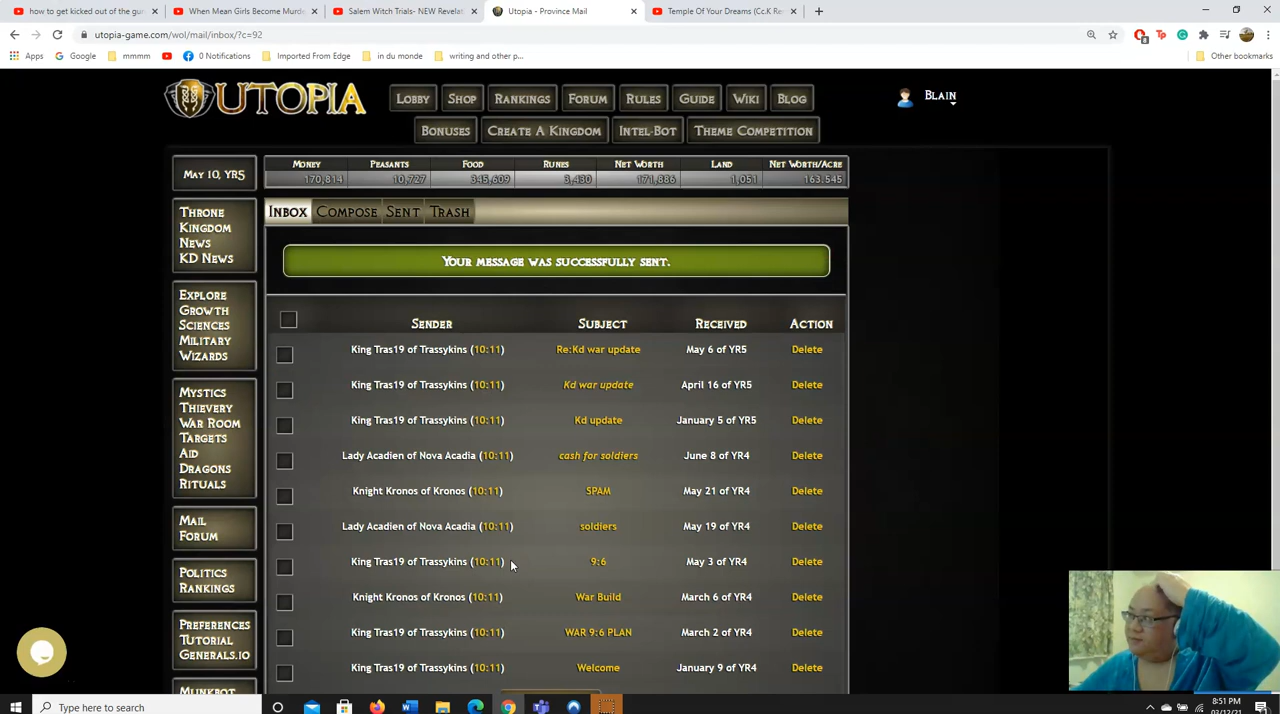 how to get kicked out of the gu
When Mean Girls Become Murde
Salem Witch Trials- NEW Revelat
Utopia - Province Mail
Temple Of Your Dreams (Cc.K Re
utopia-game.com/wol/mail/inbox/?c=92
Apps
Google
mmmm
0 Notifications
Imported From Edge
in du monde
writing and other p...
Other bookmarks
UTOPIA
Lobby
Shop
Rankings
Forum
Rules
Guide
Wiki
Blog
Blain
Bonuses
Create A Kingdom
Intel-Bot
Theme Competition
May 10, YR5
Money Peasants Food Runes Net Worth Land Net Worth/Acre
170,814 10,727 345,609 3,430 171,886 1,051 163.545
Throne
Kingdom
News
KD News
Explore
Growth
Sciences
Military
Wizards
Mystics
Thievery
War Room
Targets
Aid
Dragons
Rituals
Mail
Forum
Politics
Rankings
Preferences
Tutorial
Generals.io
Munkbot
Inbox Compose Sent Trash
Your message was successfully sent.
Sender Subject Received Action
King Tras19 of Trassykins (10:11) Re:Kd war update May 6 of YR5 Delete
King Tras19 of Trassykins (10:11) Kd war update April 16 of YR5 Delete
King Tras19 of Trassykins (10:11) Kd update January 5 of YR5 Delete
Lady Acadien of Nova Acadia (10:11) cash for soldiers June 8 of YR4 Delete
Knight Kronos of Kronos (10:11) SPAM May 21 of YR4 Delete
Lady Acadien of Nova Acadia (10:11) soldiers May 19 of YR4 Delete
King Tras19 of Trassykins (10:11) 9:6 May 3 of YR4 Delete
Knight Kronos of Kronos (10:11) War Build March 6 of YR4 Delete
King Tras19 of Trassykins (10:11) WAR 9:6 PLAN March 2 of YR4 Delete
King Tras19 of Trassykins (10:11) Welcome January 9 of YR4 Delete
Type here to search
8:51 PM
03/12/21